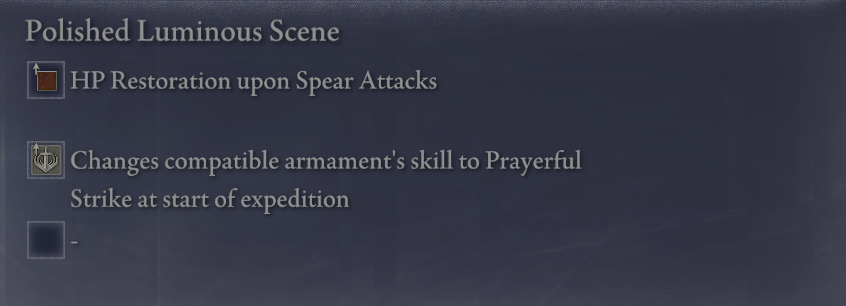 Polished Luminous Scene
HP Restoration upon Spear Attacks
Changes compatible armament's skill to Prayerful
Strike at start of expedition
-